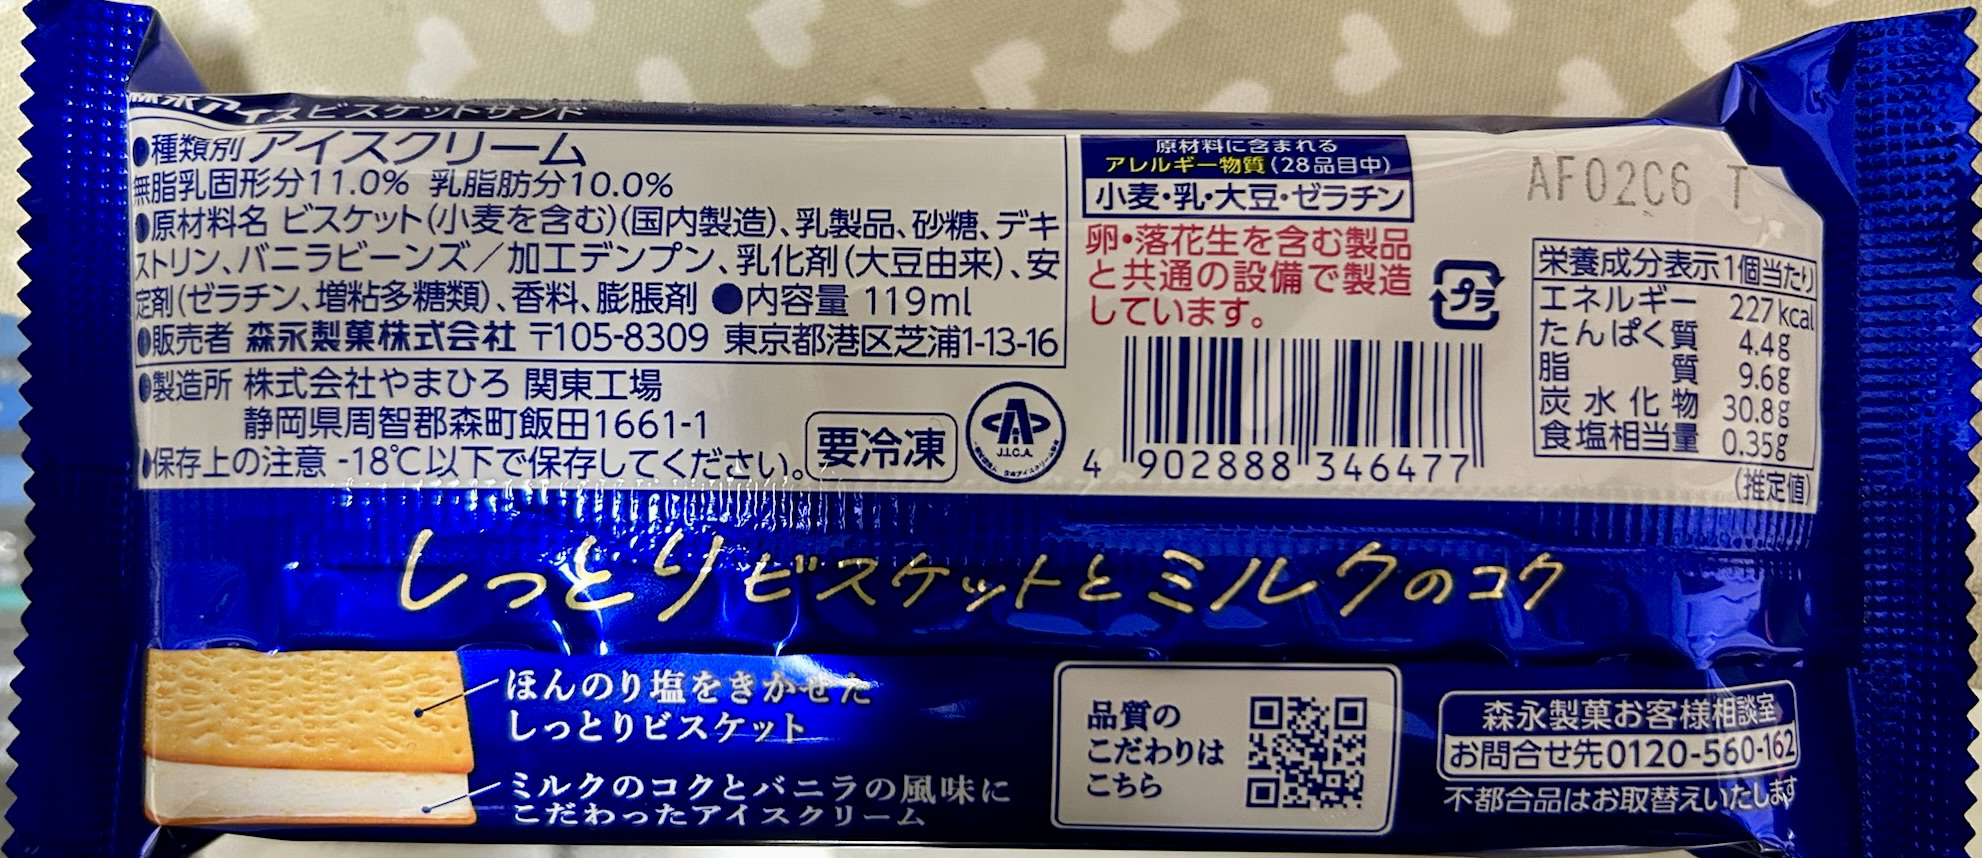 森永アイスビスケットサンド
●種類別 アイスクリーム
無脂乳固形分11.0% 乳脂肪分10.0%
●原材料名 ビスケット(小麦を含む)(国内製造)、乳製品、砂糖、デキ
ストリン、バニラビーンズ／加工デンプン、乳化剤(大豆由来)、安
定剤(ゼラチン、増粘多糖類)、香料、膨脹剤 ●内容量 119ml
●販売者 森永製菓株式会社 〒105-8309 東京都港区芝浦1-13-16
●製造所 株式会社やまひろ 関東工場
静岡県周智郡森町飯田1661-1
●保存上の注意 -18℃以下で保存してください。
要冷凍
J.I.C.A.
原材料に含まれる
アレルギー物質(28品目中)
小麦・乳・大豆・ゼラチン
卵・落花生を含む製品
と共通の設備で製造
しています。
プラ
4 902888 346477
AF02C6 T
栄養成分表示1個当たり
エネルギー 227kcal
たんぱく質 4.4g
脂質 9.6g
炭水化物 30.8g
食塩相当量 0.35g
(推定値)
しっとりビスケットとミルクのコク
ほんのり塩をきかせた
しっとりビスケット
ミルクのコクとバニラの風味に
こだわったアイスクリーム
品質の
こだわりは
こちら
森永製菓お客様相談室
お問合せ先0120-560-162
不都合品はお取替えいたします